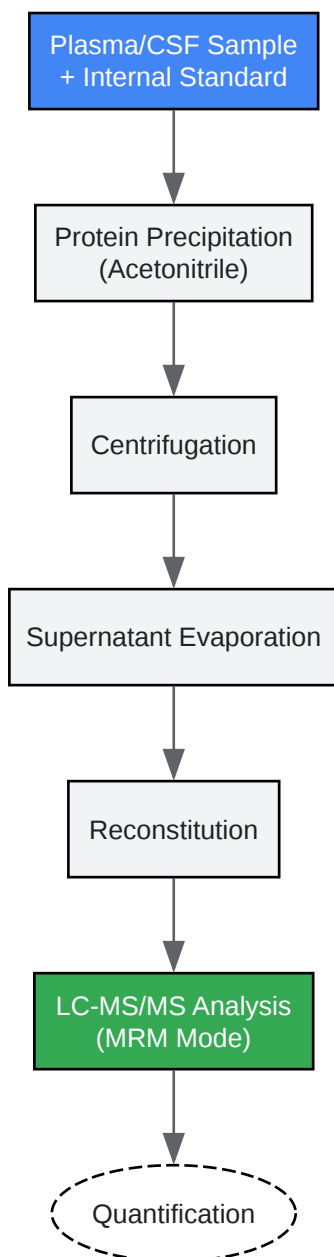 Plasma/CSF Sample
+ Internal Standard
Protein Precipitation
(Acetonitrile)
Centrifugation
Supernatant Evaporation
Reconstitution
LC-MS/MS Analysis
(MRM Mode)
Quantification